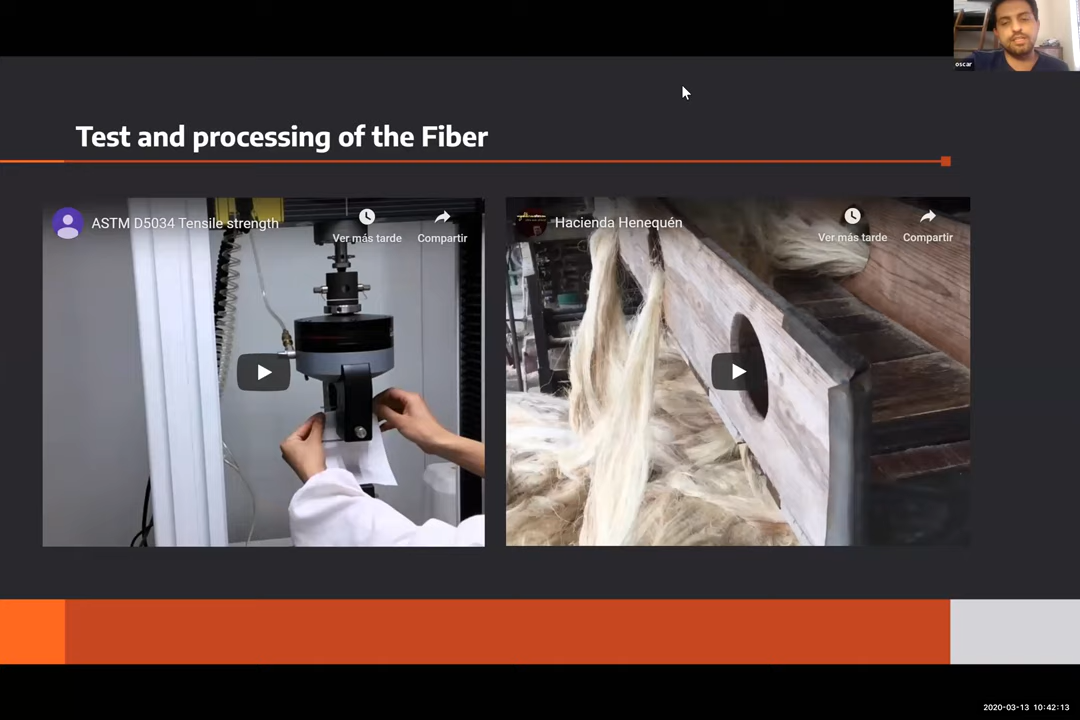 oscar
Test and processing of the Fiber
ASTM D5034 Tensile strength
Ver más tarde
Compartir
Hacienda Henequén
Ver más tarde
Compartir
2020-03-13 10:42:13